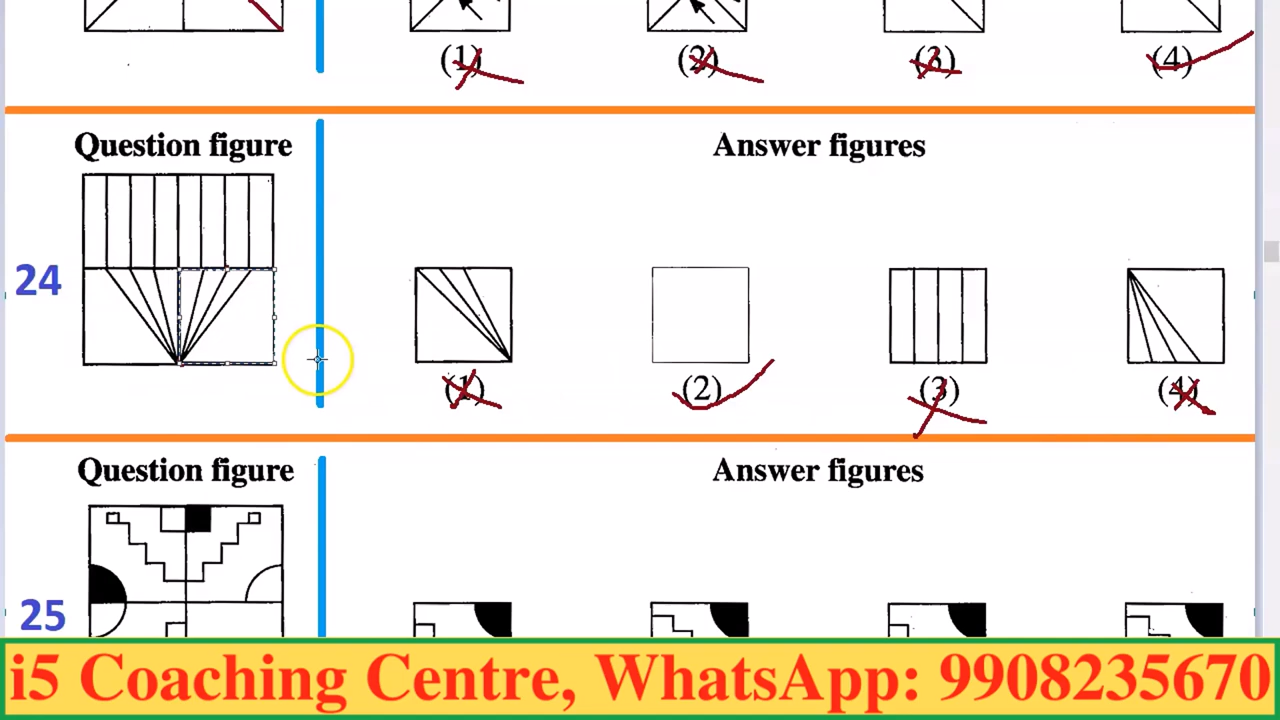 (1) (2) (3) (4)
Question figure Answer figures
24
(1) (2) (3) (4)
Question figure Answer figures
25
i5 Coaching Centre, WhatsApp: 9908235670